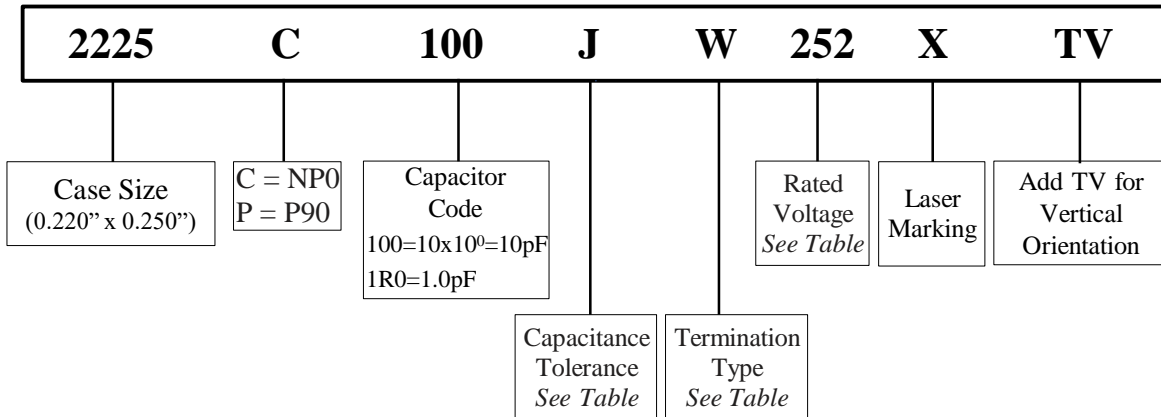 2225 C 100 J W 252 X TV
Case Size
(0.220” x 0.250”)
C = NP0
P = P90
Capacitor
Code
100=10x10⁰=10pF
1R0=1.0pF
Capacitance
Tolerance
See Table
Termination
Type
See Table
Rated
Voltage
See Table
Laser
Marking
Add TV for
Vertical
Orientation